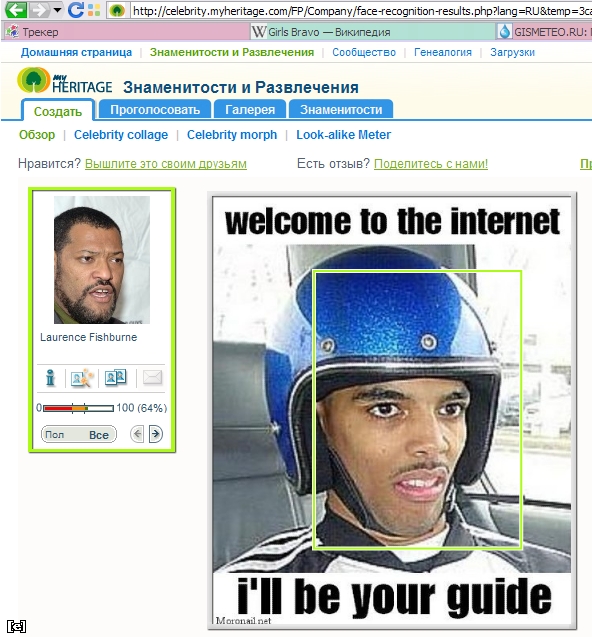 http://celebrity.myheritage.com/FP/Company/face-recognition-results.php?lang=RU&temp=3c
Трекер
Girls Bravo — Википедия
GISMETEO.RU:
Домашняя страница | Знаменитости и Развлечения | Сообщество | Генеалогия | Загрузки
my HERITAGE Знаменитости и Развлечения
Создать Проголосовать Галерея Знаменитости
Обзор | Celebrity collage | Celebrity morph | Look-alike Meter
Нравится? Вышлите это своим друзьям
Есть отзыв? Поделитесь с нами!
welcome to the internet
Laurence Fishburne
0 100 (64%)
Пол Все
i'll be your guide
Moronail.net